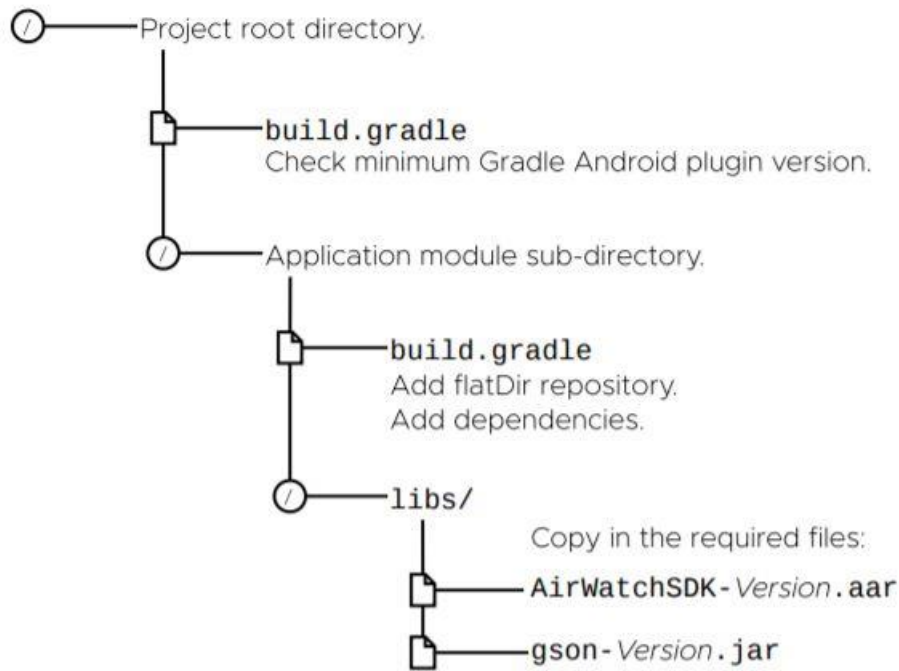 / Project root directory.
build.gradle
Check minimum Gradle Android plugin version.
/ Application module sub-directory.
build.gradle
Add flatDir repository.
Add dependencies.
/ libs/
Copy in the required files:
AirWatchSDK-Version.aar
gson-Version.jar